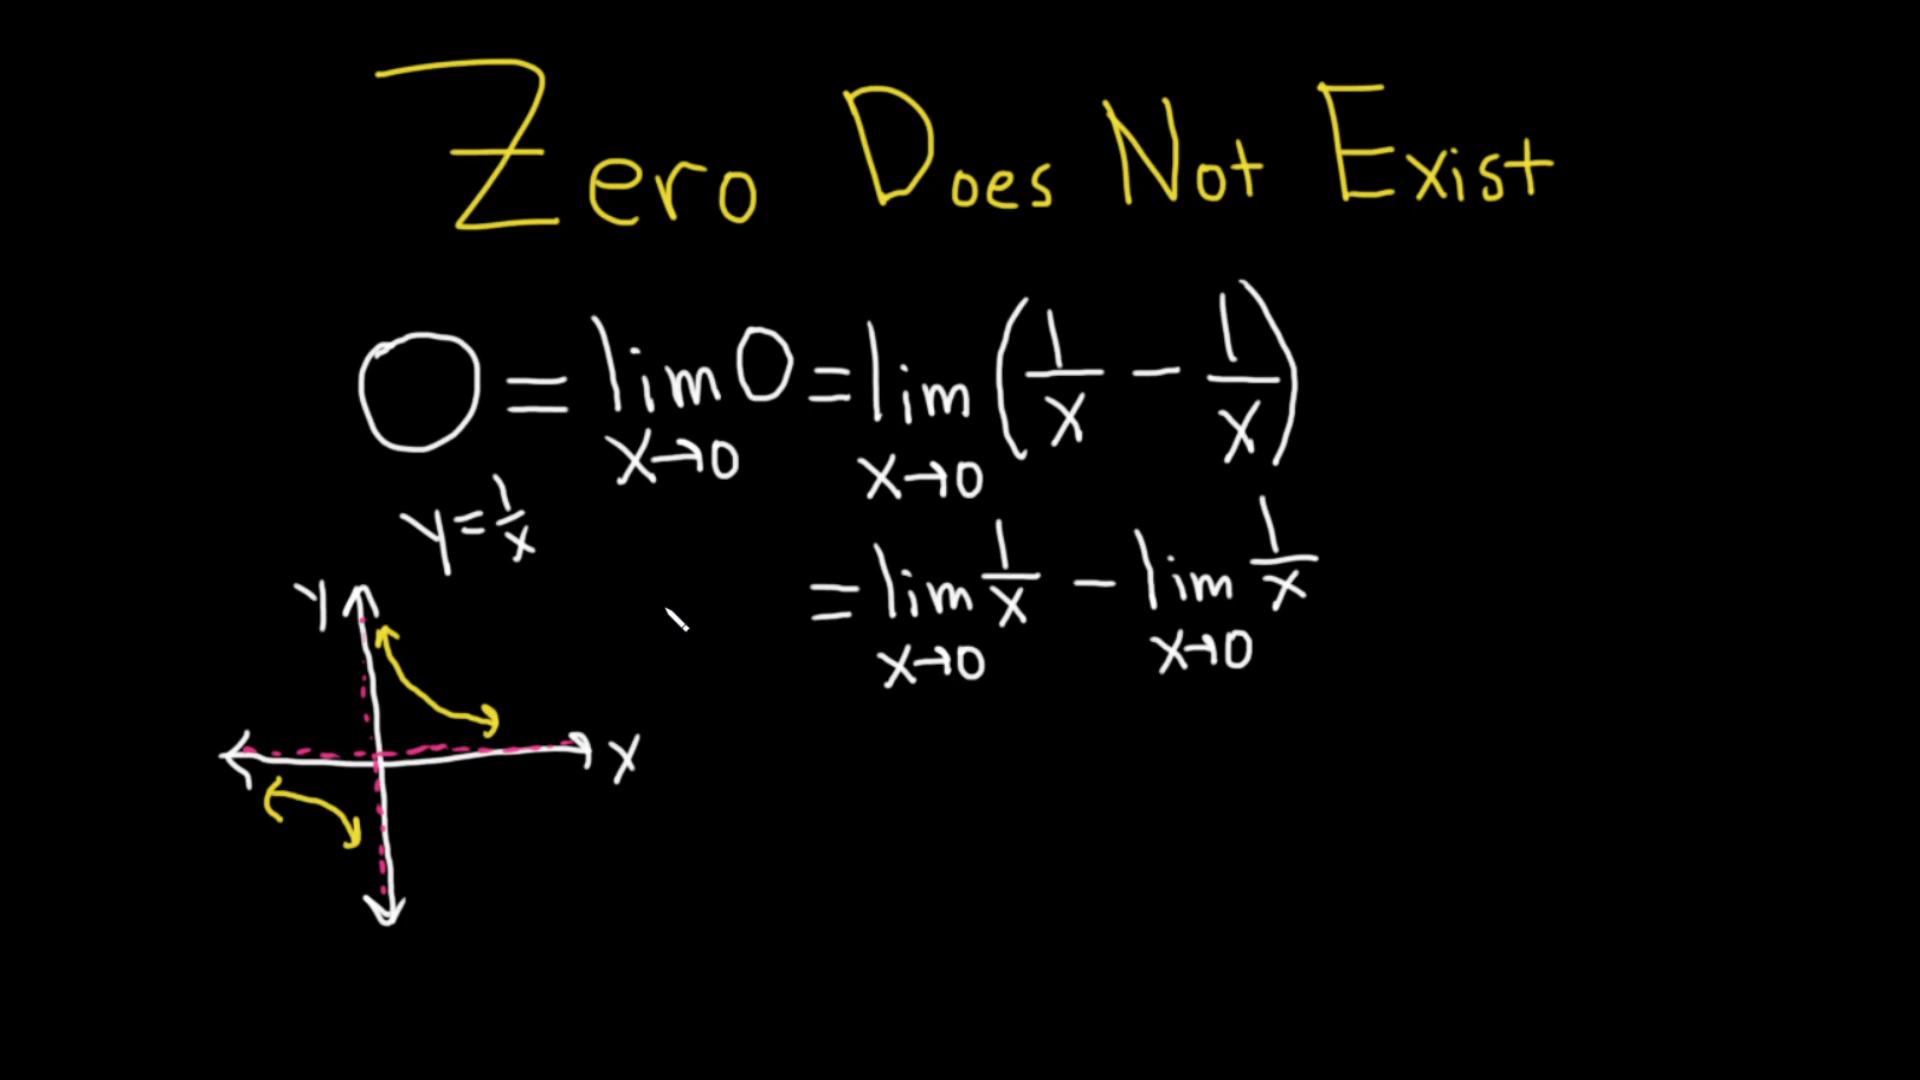 Zero Does Not Exist
0 = lim x→0 0 = lim x→0 (1/x - 1/x)
y = 1/x
= lim x→0 1/x - lim x→0 1/x
y
x